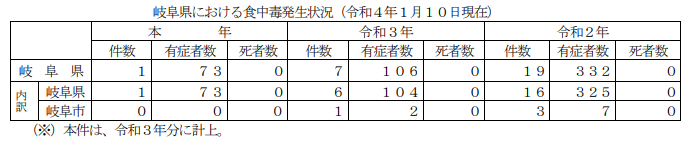 岐阜県における食中毒発生状況（令和４年１月１０日現在）
本　年　令和３年　令和２年
件数　有症者数　死者数　件数　有症者数　死者数　件数　有症者数　死者数
岐　阜　県　１　７３　０　７　１０６　０　１９　３３２　０
内訳　岐阜県　１　７３　０　６　１０４　０　１６　３２５　０
岐阜市　０　０　０　１　２　０　３　７　０
（※）本件は、令和３年分に計上。